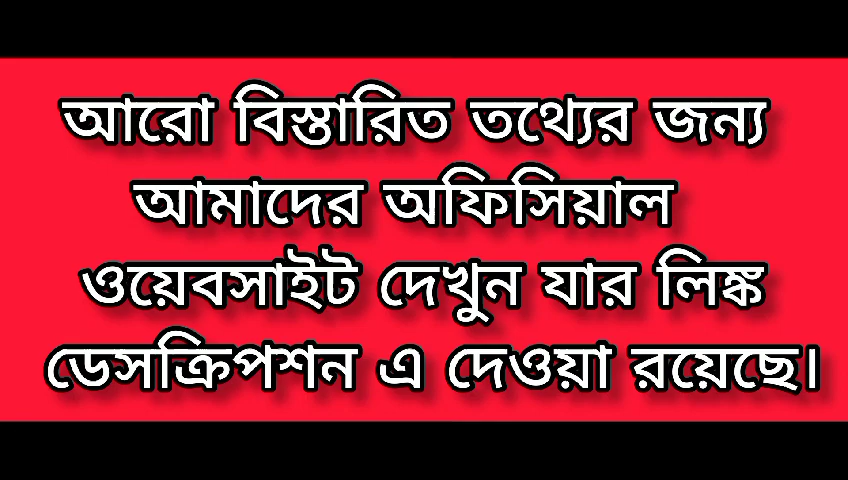 আরো বিস্তারিত তথ্যের জন্য
আমাদের অফিসিয়াল
ওয়েবসাইট দেখুন যার লিঙ্ক
ডেসক্রিপশন এ দেওয়া রয়েছে।